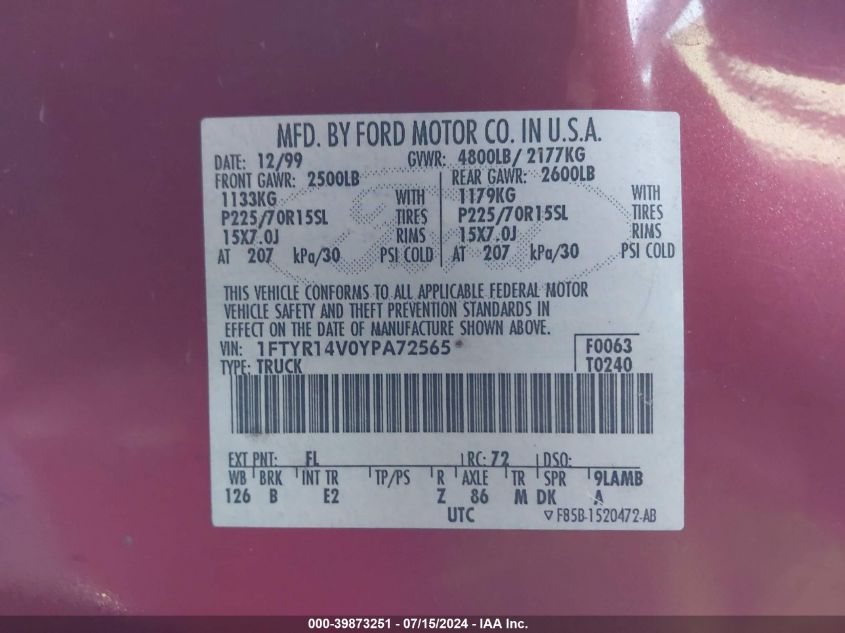 MFD. BY FORD MOTOR CO. IN U.S.A.
DATE: 12/99 GVWR: 4800LB/ 2177KG
FRONT GAWR: 2500LB REAR GAWR: 2600LB
1133KG WITH 1179KG WITH
P225/70R15SL TIRES P225/70R15SL TIRES
15X7.0J RIMS 15X7.0J RIMS
AT 207 kPa/30 PSI COLD AT 207 kPa/30 PSI COLD
THIS VEHICLE CONFORMS TO ALL APPLICABLE FEDERAL MOTOR
VEHICLE SAFETY AND THEFT PREVENTION STANDARDS IN
EFFECT ON THE DATE OF MANUFACTURE SHOWN ABOVE.
VIN: 1FTYR14V0YPA72565 F0063
TYPE: TRUCK T0240
EXT PNT: FL RC: 72 DSO:
WB BRK INT TR TP/PS R AXLE TR SPR 9LAMB
126 B E2 Z 86 M DK A
UTC ▽F85B-1520472-AB
000-39873251 - 07/15/2024 - IAA Inc.